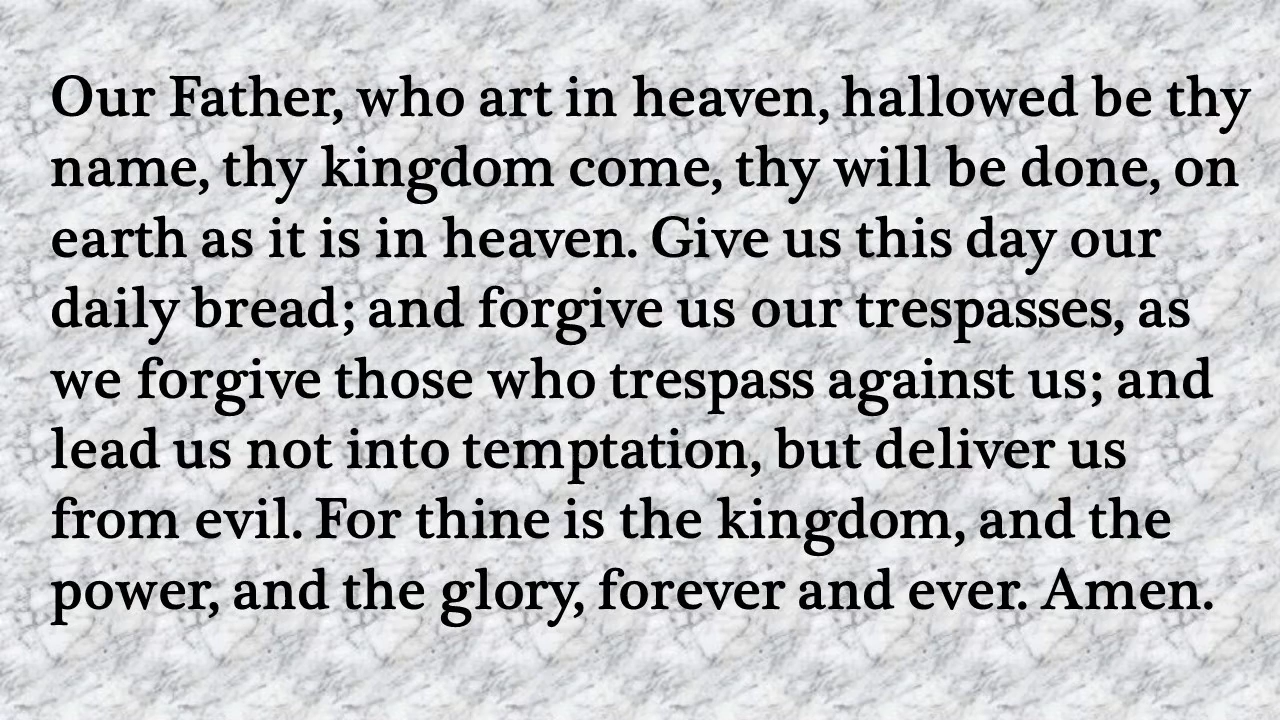 Our Father, who art in heaven, hallowed be thy
name, thy kingdom come, thy will be done, on
earth as it is in heaven. Give us this day our
daily bread; and forgive us our trespasses, as
we forgive those who trespass against us; and
lead us not into temptation, but deliver us
from evil. For thine is the kingdom, and the
power, and the glory, forever and ever. Amen.